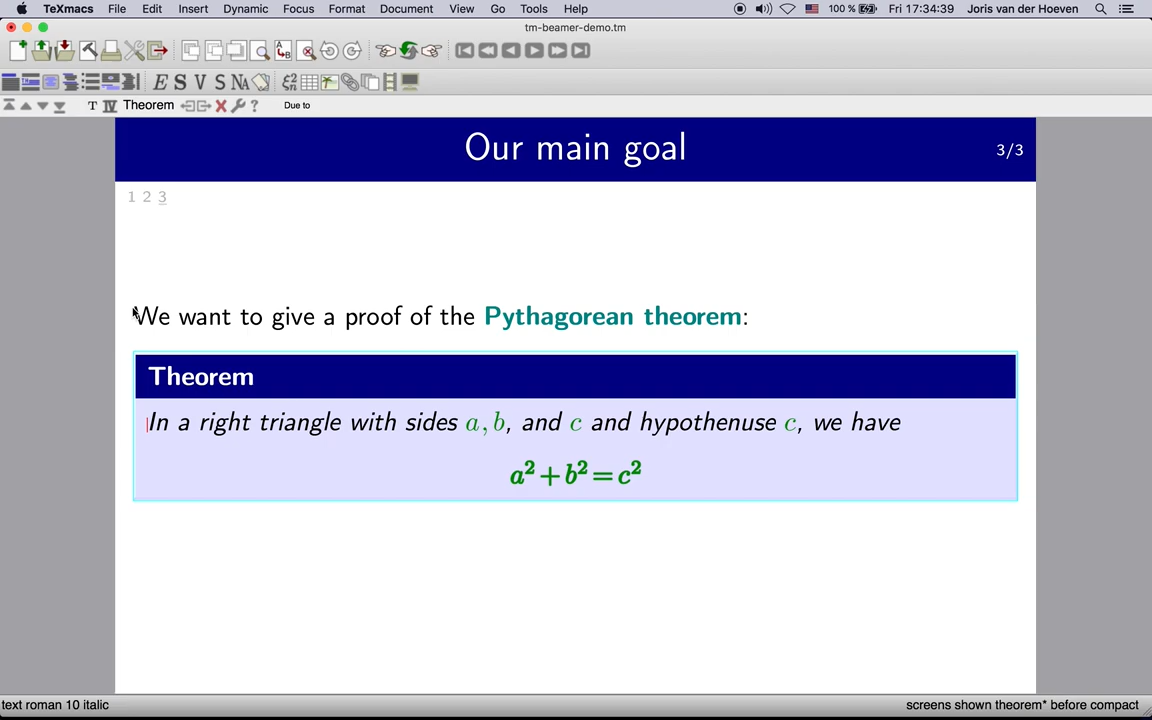 TeXmacs File Edit Insert Dynamic Focus Format Document View Go Tools Help 100 % Fri 17:34:39 Joris van der Hoeven
tm-beamer-demo.tm
E S V S NA
T Theorem ? Due to
Our main goal 3/3
1 2 3
We want to give a proof of the Pythagorean theorem:
Theorem
In a right triangle with sides a, b, and c and hypothenuse c, we have
a² + b² = c²
text roman 10 italic screens shown theorem* before compact